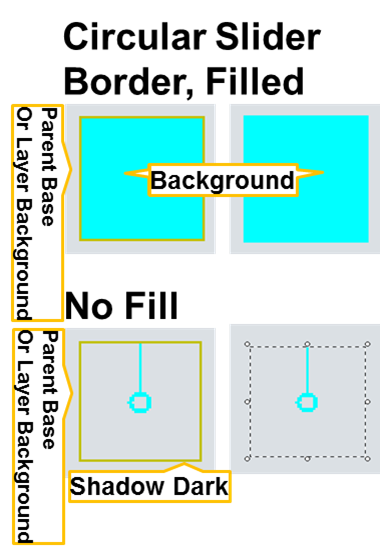 Circular Slider
Border, Filled
Parent Base
Or Layer Background
Background
No Fill
Parent Base
Or Layer Background
Shadow Dark